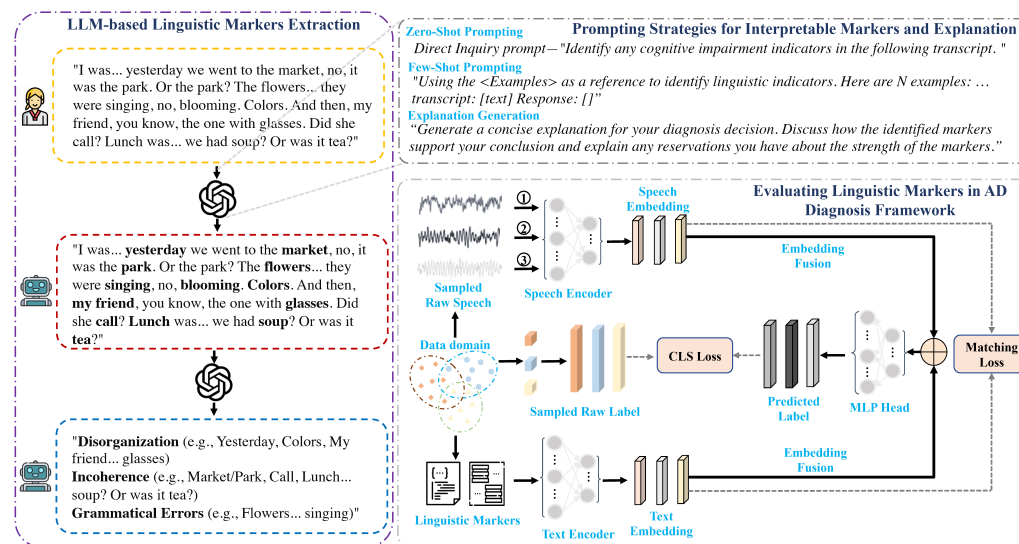 LLM-based Linguistic Markers Extraction
"I was... yesterday we went to the market, no, it
was the park. Or the park? The flowers... they
were singing, no, blooming. Colors. And then, my
friend, you know, the one with glasses. Did she
call? Lunch was... we had soup? Or was it tea?"
"I was... yesterday we went to the market, no, it
was the park. Or the park? The flowers... they
were singing, no, blooming. Colors. And then,
my friend, you know, the one with glasses. Did
she call? Lunch was... we had soup? Or was it
tea?"
"Disorganization (e.g., Yesterday, Colors, My
friend... glasses)
Incoherence (e.g., Market/Park, Call, Lunch...
soup? Or was it tea?)
Grammatical Errors (e.g., Flowers... singing)"
Prompting Strategies for Interpretable Markers and Explanation
Zero-Shot Prompting
Direct Inquiry prompt—"Identify any cognitive impairment indicators in the following transcript. "
Few-Shot Prompting
"Using the <Examples> as a reference to identify linguistic indicators. Here are N examples: …
transcript: [text] Response: []”
Explanation Generation
“Generate a concise explanation for your diagnosis decision. Discuss how the identified markers
support your conclusion and explain any reservations you have about the strength of the markers.”
Evaluating Linguistic Markers in AD
Diagnosis Framework
①
②
③
Sampled
Raw Speech
Speech Encoder
Speech
Embedding
Embedding
Fusion
Data domain
Sampled Raw Label
CLS Loss
Predicted
Label
MLP Head
Matching
Loss
{···}
Linguistic Markers
Text Encoder
Text
Embedding
Embedding
Fusion